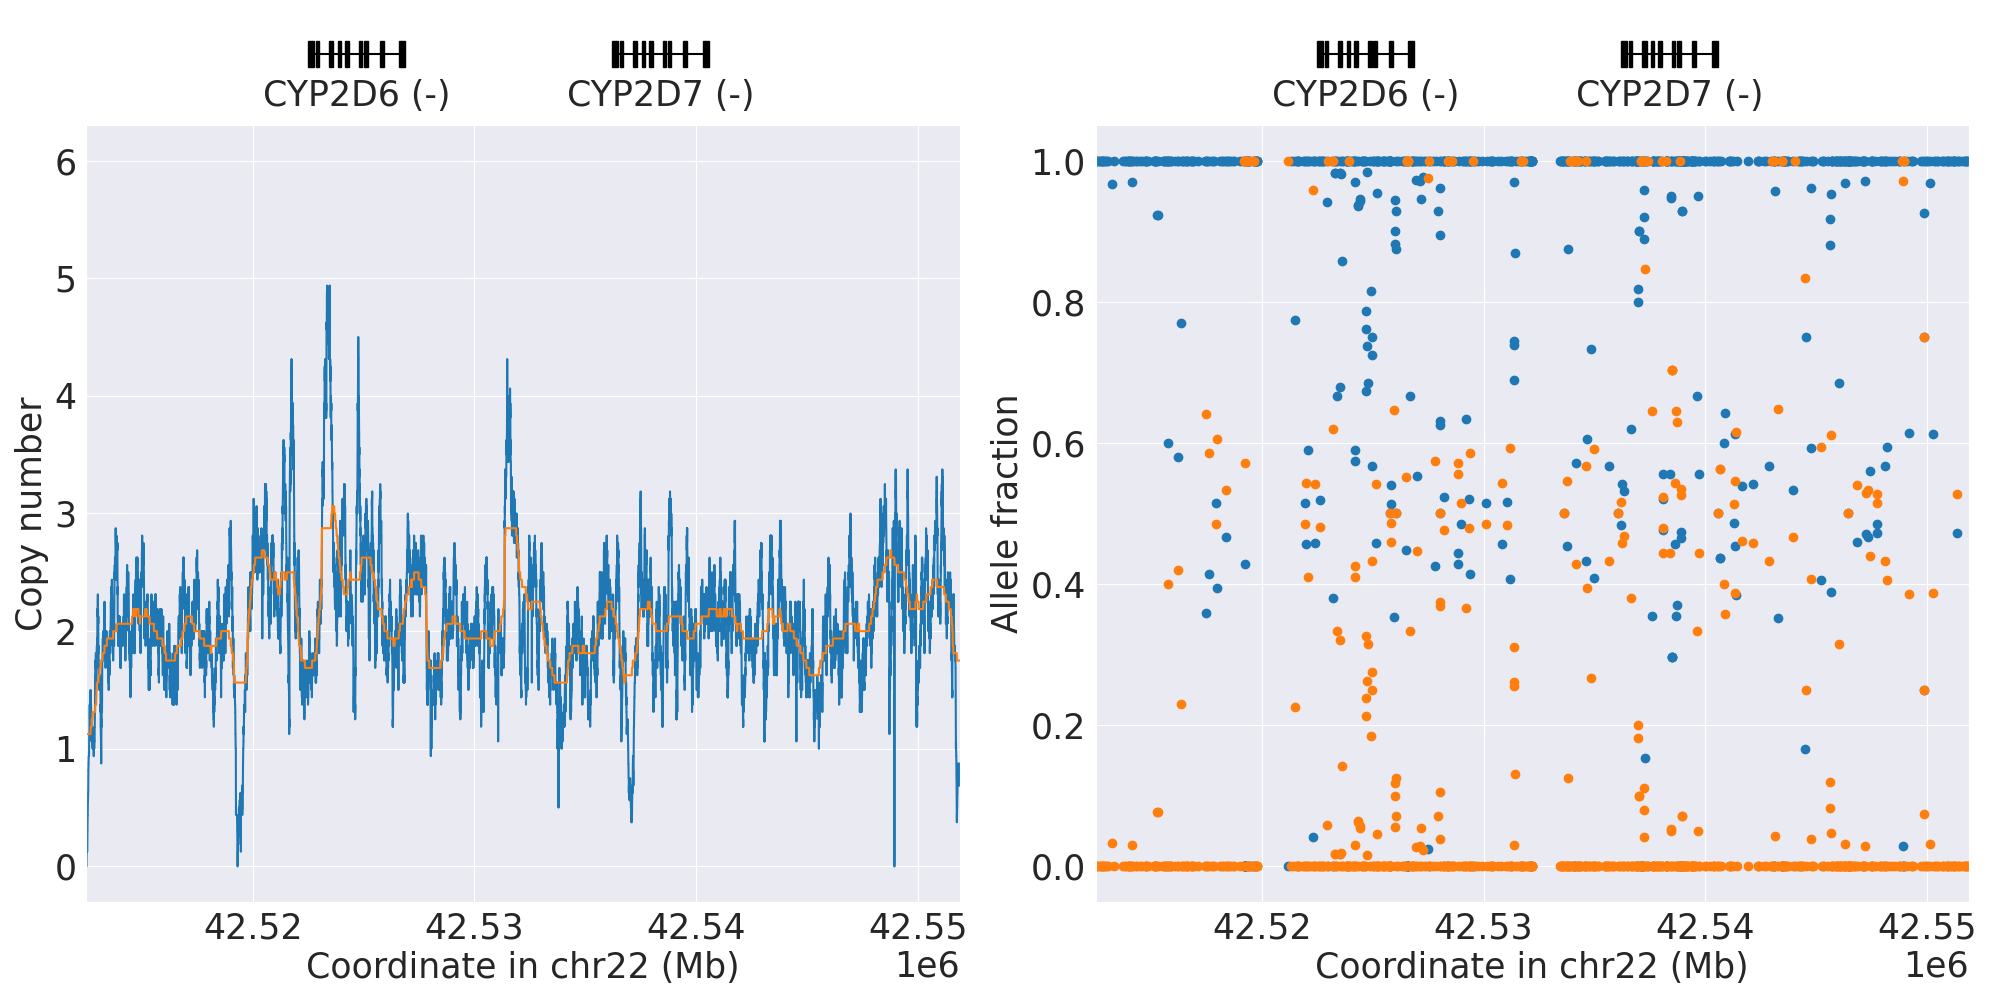 CYP2D6 (-) CYP2D7 (-)
6
5
4
3
2
1
0
Copy number
42.52 42.53 42.54 42.55
Coordinate in chr22 (Mb) 1e6
CYP2D6 (-) CYP2D7 (-)
1.0
0.8
0.6
0.4
0.2
0.0
Allele fraction
42.52 42.53 42.54 42.55
Coordinate in chr22 (Mb) 1e6